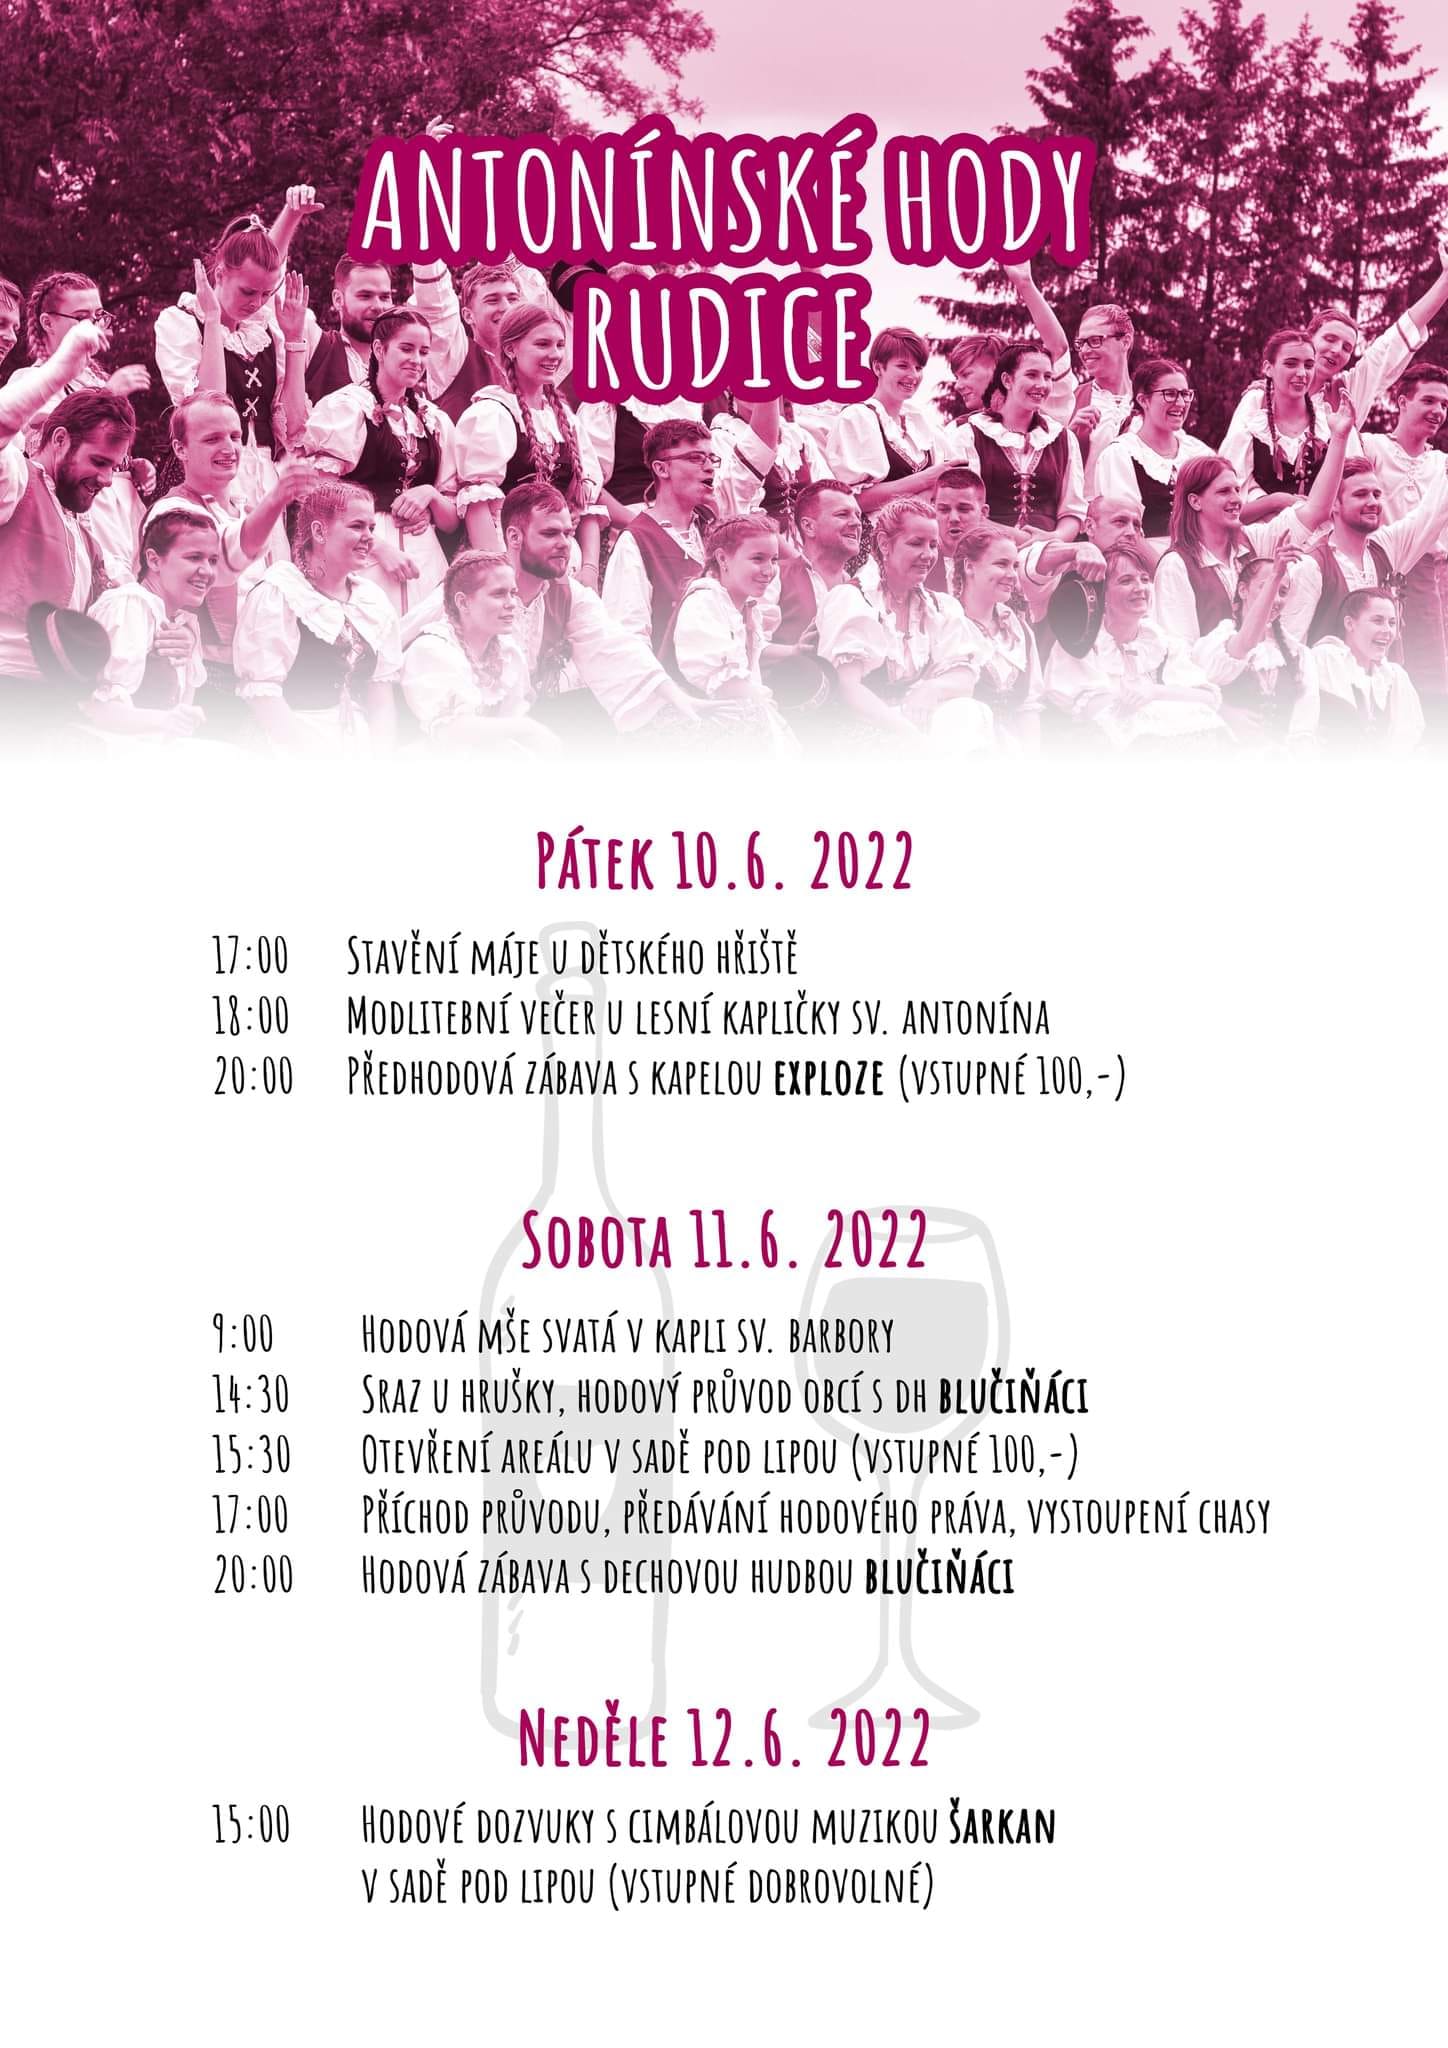 ANTONÍNSKÉ HODY
RUDICE
PÁTEK 10.6. 2022
17:00 STAVĚNÍ MÁJE U DĚTSKÉHO HŘIŠTĚ
18:00 MODLITEBNÍ VEČER U LESNÍ KAPLIČKY SV. ANTONÍNA
20:00 PŘEDHODOVÁ ZÁBAVA S KAPELOU EXPLOZE (VSTUPNÉ 100,-)
SOBOTA 11.6. 2022
9:00 HODOVÁ MŠE SVATÁ V KAPLI SV. BARBORY
14:30 SRAZ U HRUŠKY, HODOVÝ PRŮVOD OBCÍ S DH BLUČIŇÁCI
15:30 OTEVŘENÍ AREÁLU V SADĚ POD LIPOU (VSTUPNÉ 100,-)
17:00 PŘÍCHOD PRŮVODU, PŘEDÁVÁNÍ HODOVÉHO PRÁVA, VYSTOUPENÍ CHASY
20:00 HODOVÁ ZÁBAVA S DECHOVOU HUDBOU BLUČIŇÁCI
NEDĚLE 12.6. 2022
15:00 HODOVÉ DOZVUKY S CIMBÁLOVOU MUZIKOU ŠARKAN
V SADĚ POD LIPOU (VSTUPNÉ DOBROVOLNÉ)